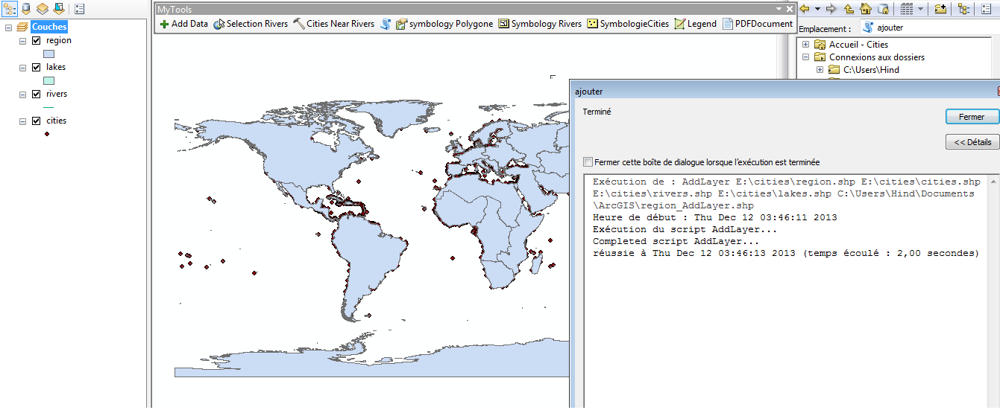 Couches
region
lakes
rivers
cities
MyTools
Add Data Selection Rivers Cities Near Rivers symbology Polygone Symbology Rivers SymbologieCities Legend PDFDocument
Emplacement : ajouter
Accueil - Cities
Connexions aux dossiers
C:\Users\Hind
ajouter
Terminé
Fermer
<< Détails
Fermer cette boîte de dialogue lorsque l'exécution est terminée
Exécution de : AddLayer E:\cities\region.shp E:\cities\cities.shp
E:\cities\rivers.shp E:\cities\lakes.shp C:\Users\Hind\Documents
\ArcGIS\region_AddLayer.shp
Heure de début : Thu Dec 12 03:46:11 2013
Exécution du script AddLayer...
Completed script AddLayer...
réussie à Thu Dec 12 03:46:13 2013 (temps écoulé : 2,00 secondes)